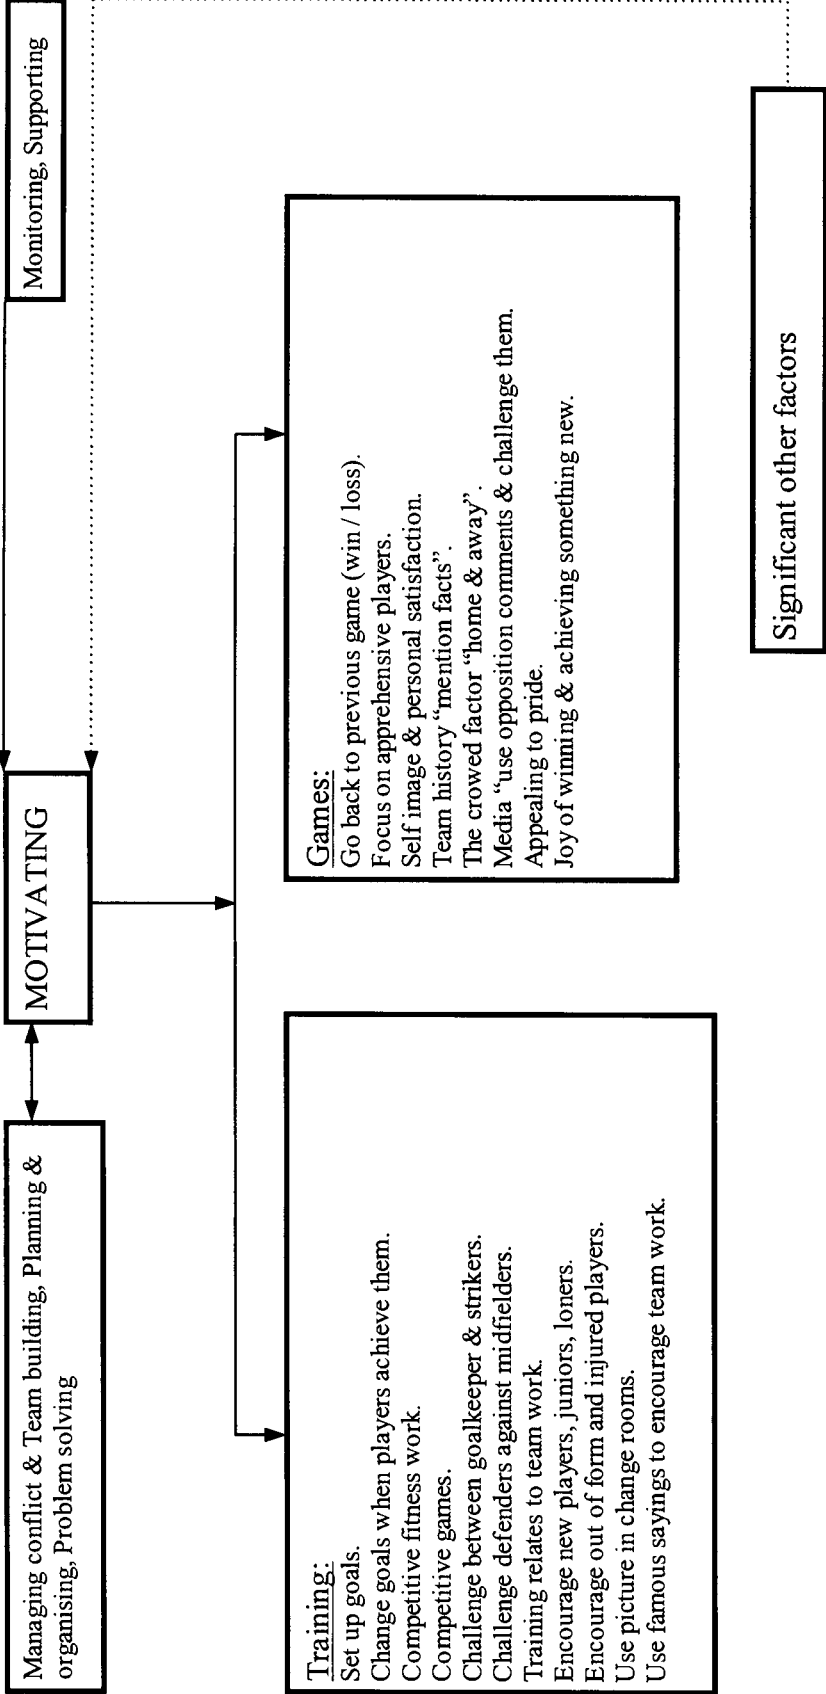 Managing conflict & Team building, Planning &
organising, Problem solving
MOTIVATING
Monitoring, Supporting
Training:
Set up goals.
Change goals when players achieve them.
Competitive fitness work.
Competitive games.
Challenge between goalkeeper & strikers.
Challenge defenders against midfielders.
Training relates to team work.
Encourage new players, juniors, loners.
Encourage out of form and injured players.
Use picture in change rooms.
Use famous sayings to encourage team work.
Games:
Go back to previous game (win / loss).
Focus on apprehensive players.
Self image & personal satisfaction.
Team history “mention facts”.
The crowed factor “home & away”.
Media “use opposition comments & challenge them.
Appealing to pride.
Joy of winning & achieving something new.
Significant other factors